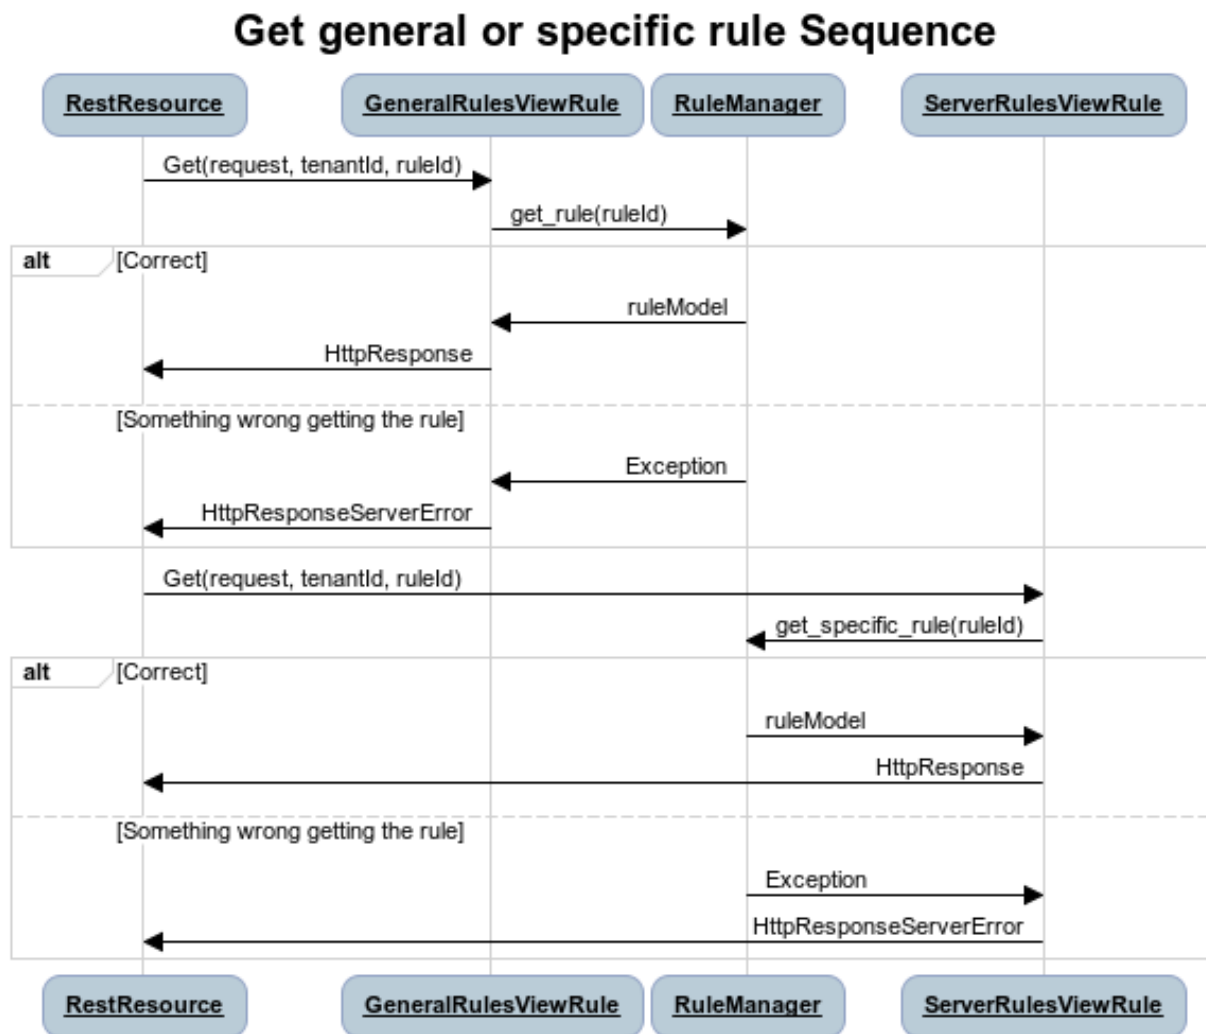 Get general or specific rule Sequence
RestResource GeneralRulesViewRule RuleManager ServerRulesViewRule
Get(request, tenantId, ruleId)
get_rule(ruleId)
alt [Correct]
ruleModel
HttpResponse
[Something wrong getting the rule]
Exception
HttpResponseServerError
Get(request, tenantId, ruleId)
get_specific_rule(ruleId)
alt [Correct]
ruleModel
HttpResponse
[Something wrong getting the rule]
Exception
HttpResponseServerError
RestResource GeneralRulesViewRule RuleManager ServerRulesViewRule